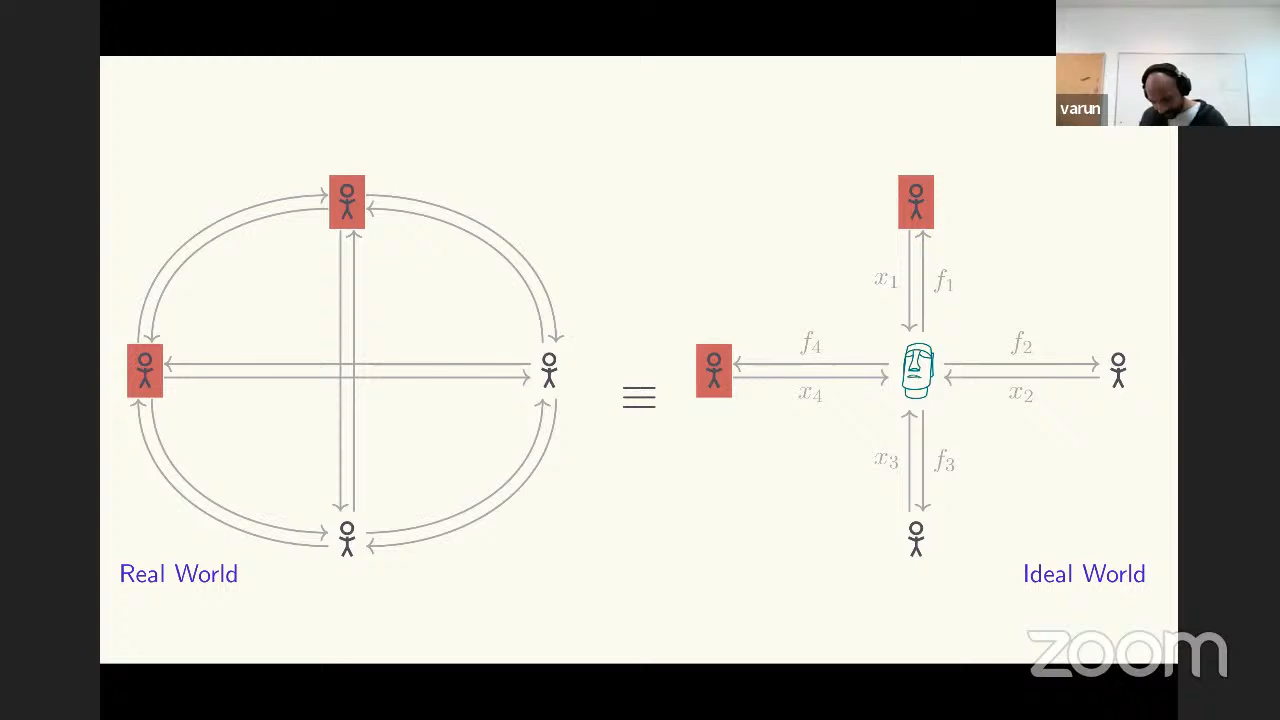 varun
x₁ f₁
f₄ f₂
x₄ x₂
≡
x₃ f₃
Real World
Ideal World
zoom